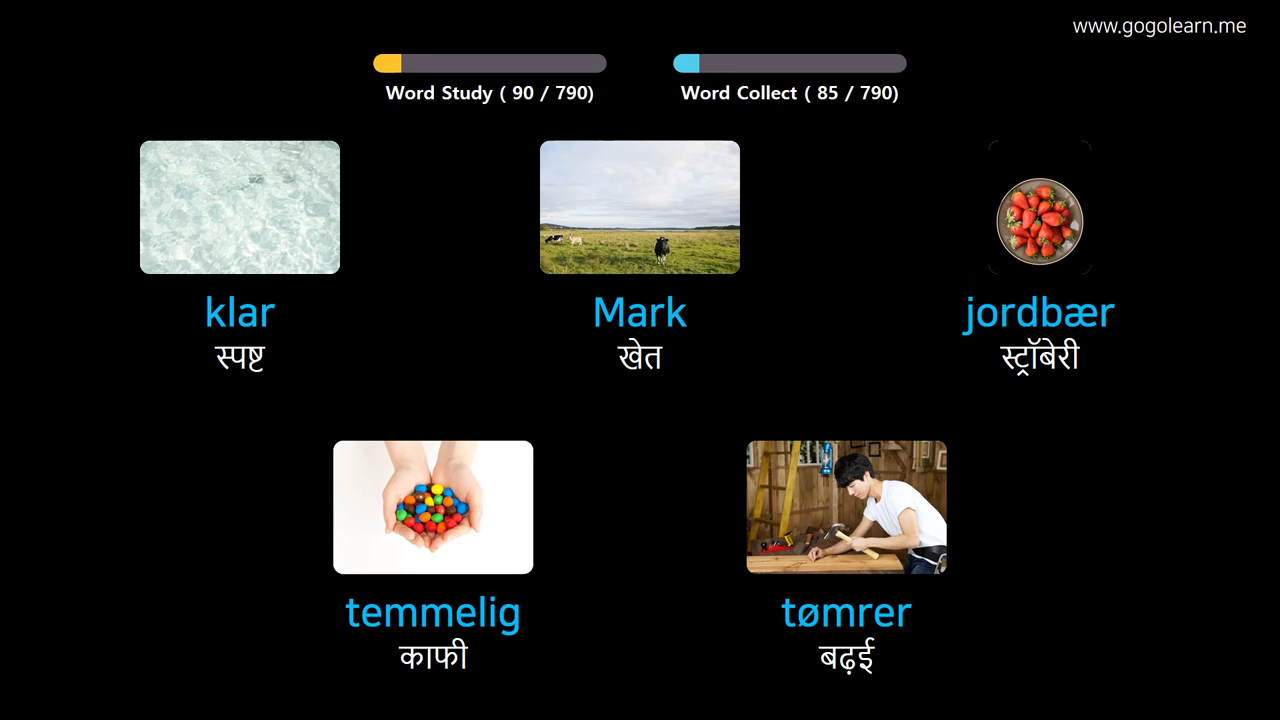 www.gogolearn.me
Word Study ( 90 / 790)
Word Collect ( 85 / 790)
klar
स्पष्ट
Mark
खेत
jordbær
स्ट्रॉबेरी
temmelig
काफी
tømrer
बढ़ई